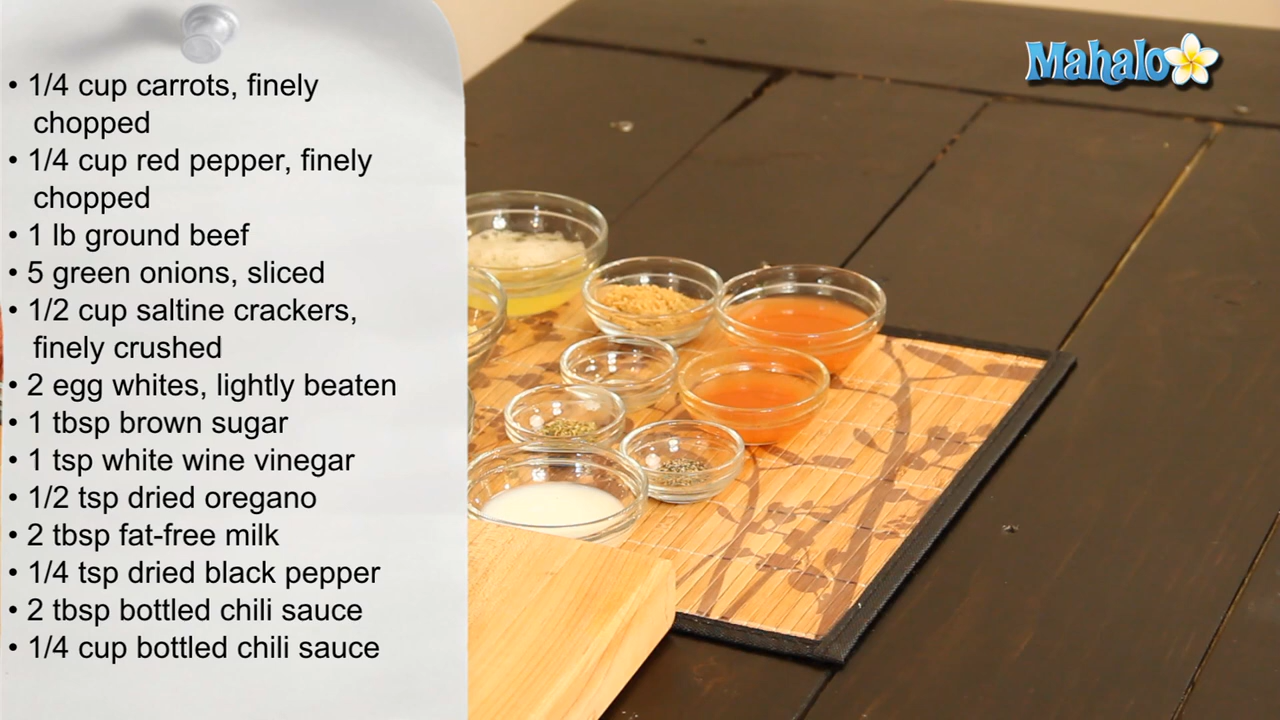 • 1/4 cup carrots, finely
chopped
• 1/4 cup red pepper, finely
chopped
• 1 lb ground beef
• 5 green onions, sliced
• 1/2 cup saltine crackers,
finely crushed
• 2 egg whites, lightly beaten
• 1 tbsp brown sugar
• 1 tsp white wine vinegar
• 1/2 tsp dried oregano
• 2 tbsp fat-free milk
• 1/4 tsp dried black pepper
• 2 tbsp bottled chili sauce
• 1/4 cup bottled chili sauce
Mahalo